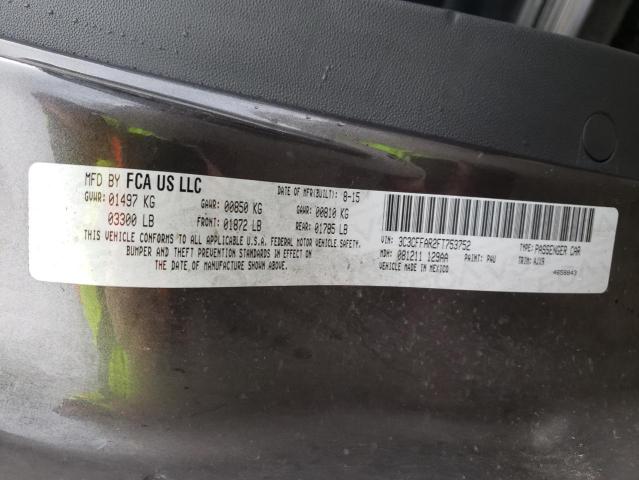 MFD BY FCA US LLC
DATE OF MFR(BUILT): 8-15
GVWR: 01497 KG
GAWR: 00850 KG
GAWR: 00810 KG
03300 LB
FRONT: 01872 LB
REAR: 01785 LB
THIS VEHICLE CONFORMS TO APPLICABLE U.S.A. FEDERAL MOTOR VEHICLE SAFETY,
BUMPER AND THEFT PREVENTION STANDARDS IN EFFECT ON
THE DATE OF MANUFACTURE SHOWN ABOVE.
VIN: 3C3CFFAR2FT753752
TYPE: PASSENGER CAR
MDH: 081211 129AA
PAINT: PAU
TRIM: AJX9
VEHICLE MADE IN MEXICO
4658843